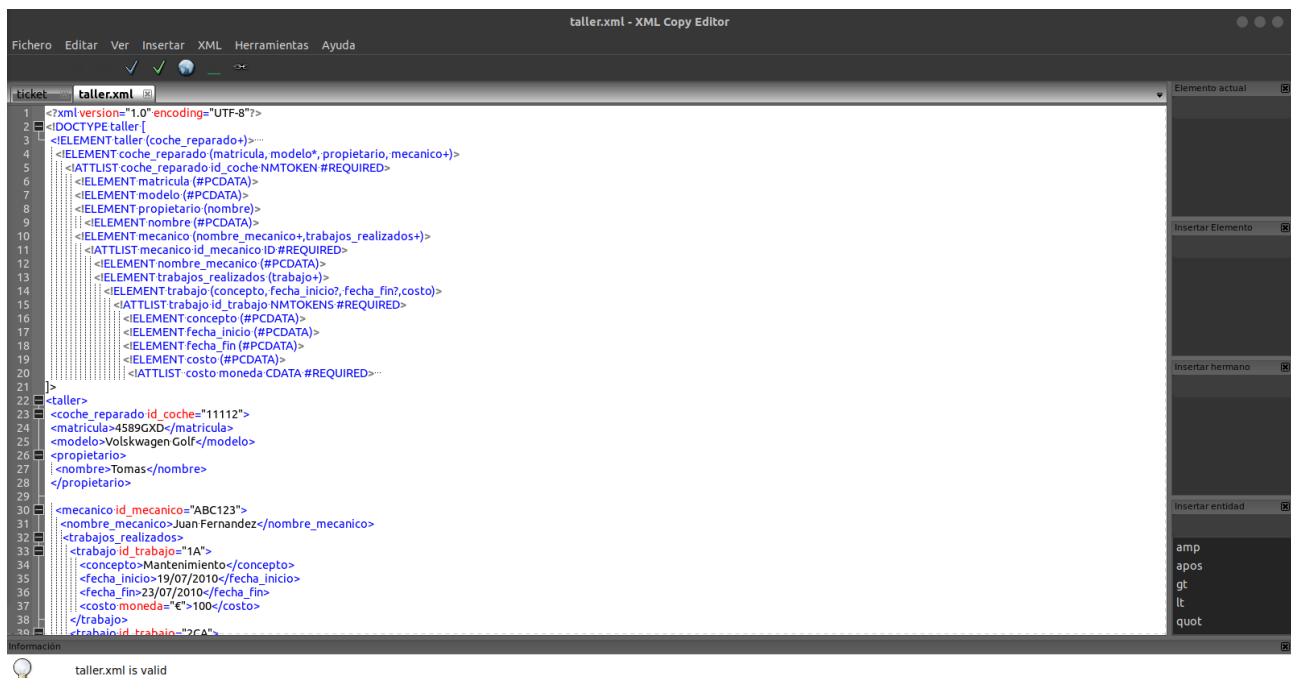 taller.xml - XML Copy Editor
Fichero Editar Ver Insertar XML Herramientas Ayuda
ticket taller.xml
Elemento actual
1 <?xml version="1.0" encoding="UTF-8"?>
2 <!DOCTYPE taller [
3 <!ELEMENT taller (coche_reparado+)>
4 <!ELEMENT coche_reparado (matricula, modelo*, propietario, mecanico+)>
5 <!ATTLIST coche_reparado id_coche NMTOKEN #REQUIRED>
6 <!ELEMENT matricula (#PCDATA)>
7 <!ELEMENT modelo (#PCDATA)>
8 <!ELEMENT propietario (nombre)>
9 <!ELEMENT nombre (#PCDATA)>
10 <!ELEMENT mecanico (nombre_mecanico+,trabajos_realizados+)>
11 <!ATTLIST mecanico id_mecanico ID #REQUIRED>
12 <!ELEMENT nombre_mecanico (#PCDATA)>
13 <!ELEMENT trabajos_realizados (trabajo+)>
14 <!ELEMENT trabajo (concepto, fecha_inicio?, fecha_fin?,costo)>
15 <!ATTLIST trabajo id_trabajo NMTOKENS #REQUIRED>
16 <!ELEMENT concepto (#PCDATA)>
17 <!ELEMENT fecha_inicio (#PCDATA)>
18 <!ELEMENT fecha_fin (#PCDATA)>
19 <!ELEMENT costo (#PCDATA)>
20 <!ATTLIST costo moneda CDATA #REQUIRED>
21 ]>
22 <taller>
23 <coche_reparado id_coche="11112">
24 <matricula>4589GXD</matricula>
25 <modelo>Volskwagen Golf</modelo>
26 <propietario>
27 <nombre>Tomas</nombre>
28 </propietario>
29
30 <mecanico id_mecanico="ABC123">
31 <nombre_mecanico>Juan Fernandez</nombre_mecanico>
32 <trabajos_realizados>
33 <trabajo id_trabajo="1A">
34 <concepto>Mantenimiento</concepto>
35 <fecha_inicio>19/07/2010</fecha_inicio>
36 <fecha_fin>23/07/2010</fecha_fin>
37 <costo moneda="€">100</costo>
38 </trabajo>
39 <trabajo id_trabajo="2CA">
Insertar Elemento
Insertar hermano
Insertar entidad
amp
apos
gt
lt
quot
Información
taller.xml is valid